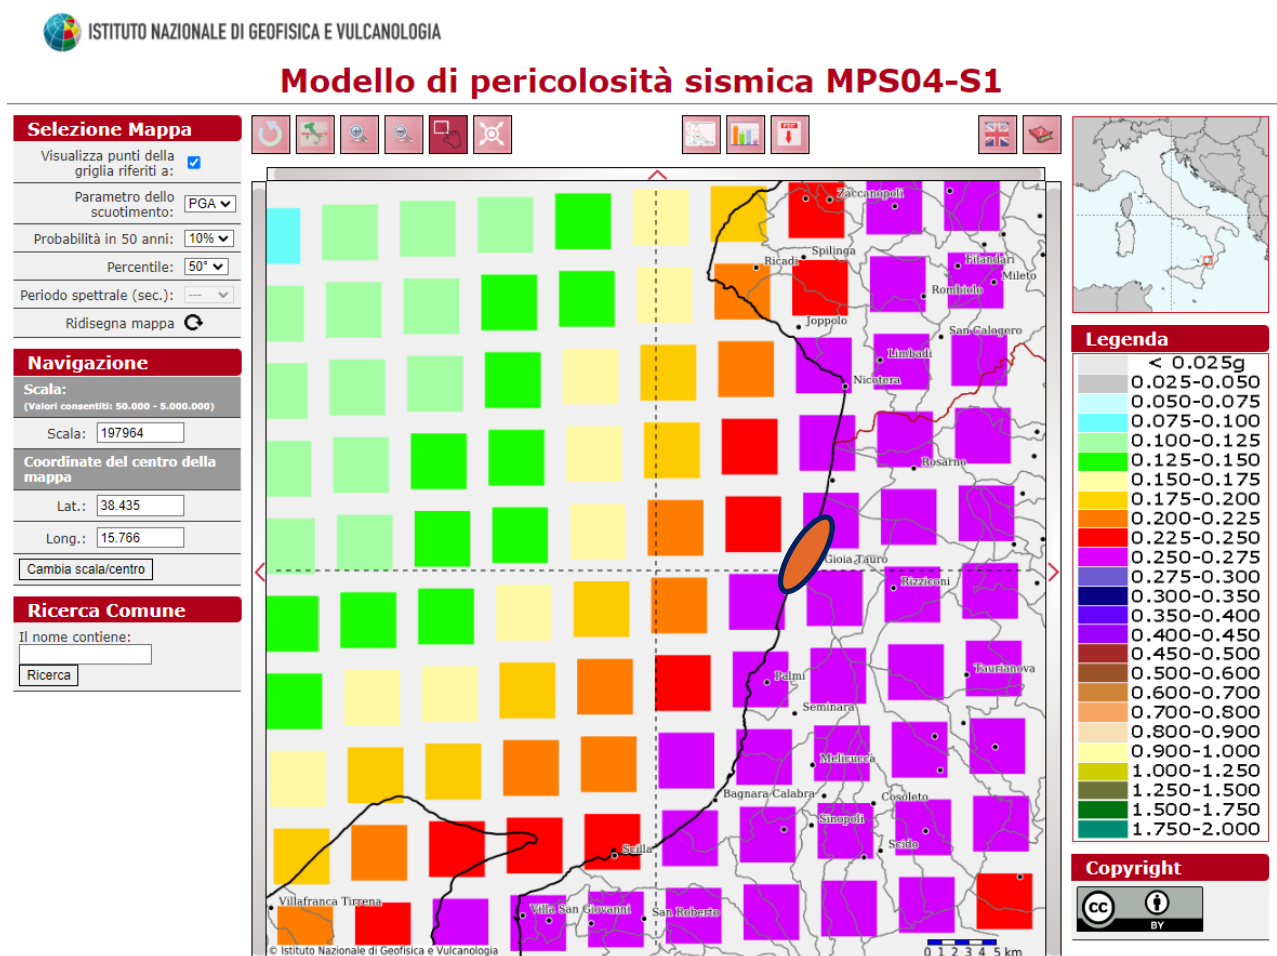 ISTITUTO NAZIONALE DI GEOFISICA E VULCANOLOGIA
Modello di pericolosità sismica MPS04-S1
Selezione Mappa
Visualizza punti della
griglia riferiti a:
Parametro dello
scuotimento:
PGA
Probabilità in 50 anni:
10%
Percentile:
50°
Periodo spettrale (sec.):
---
Ridisegna mappa
Navigazione
Scala:
(Valori consentiti: 50.000 - 5.000.000)
Scala:
197964
Coordinate del centro della
mappa
Lat.:
38.435
Long.:
15.766
Cambia scala/centro
Ricerca Comune
Il nome contiene:
Ricerca
PDF
Zaccanopoli
Spilinga
Ricadi
Filandari
Mileto
Rombiolo
Joppolo
San Calogero
Limbadi
Nicotera
Rosarno
Gioia Tauro
Rizziconi
Taurianova
Palmi
Seminara
Melicuccà
Bagnara Calabra
Cosoleto
Sinopoli
Scido
Scilla
Villafranca Tirrena
Villa San Giovanni
San Roberto
© Istituto Nazionale di Geofisica e Vulcanologia
0 1 2 3 4 5 km
Legenda
< 0.025g
0.025-0.050
0.050-0.075
0.075-0.100
0.100-0.125
0.125-0.150
0.150-0.175
0.175-0.200
0.200-0.225
0.225-0.250
0.250-0.275
0.275-0.300
0.300-0.350
0.350-0.400
0.400-0.450
0.450-0.500
0.500-0.600
0.600-0.700
0.700-0.800
0.800-0.900
0.900-1.000
1.000-1.250
1.250-1.500
1.500-1.750
1.750-2.000
Copyright
cc
BY